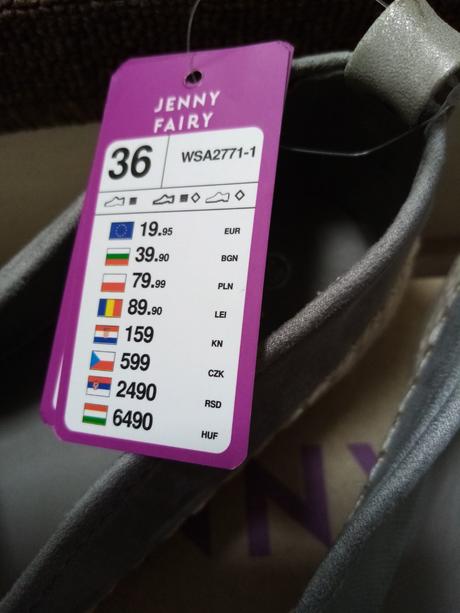 JENNY
FAIRY
36 WSA2771-1
19.95 EUR
39.90 BGN
79.99 PLN
89.90 LEI
159 KN
599 CZK
2490 RSD
6490 HUF
NNY